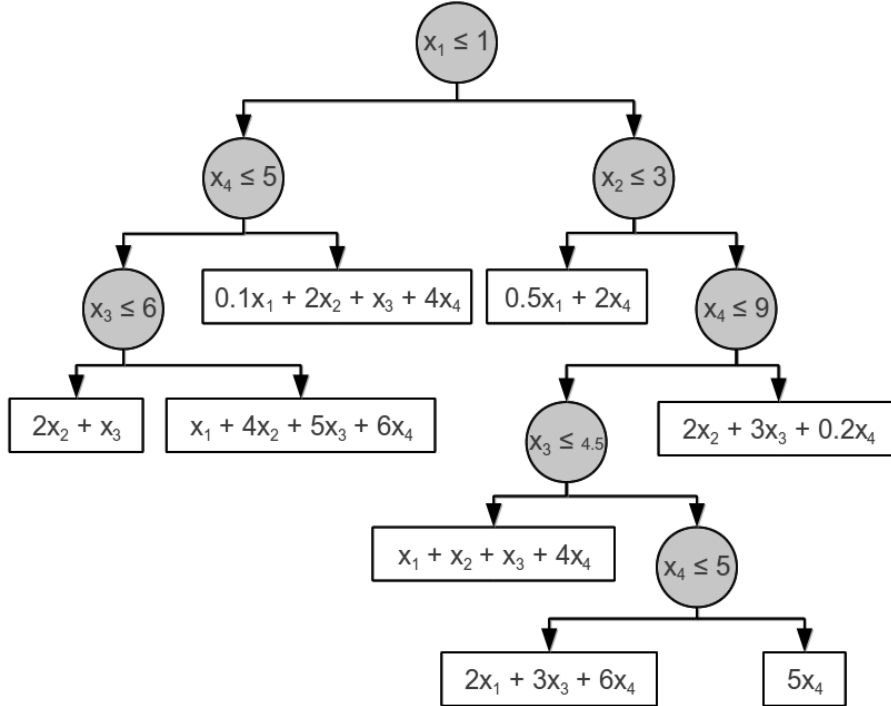 x₁ ≤ 1
x₄ ≤ 5
x₂ ≤ 3
x₃ ≤ 6
0.1x₁ + 2x₂ + x₃ + 4x₄
0.5x₁ + 2x₄
x₄ ≤ 9
2x₂ + x₃
x₁ + 4x₂ + 5x₃ + 6x₄
x₃ ≤ 4.5
2x₂ + 3x₃ + 0.2x₄
x₁ + x₂ + x₃ + 4x₄
x₄ ≤ 5
2x₁ + 3x₃ + 6x₄
5x₄